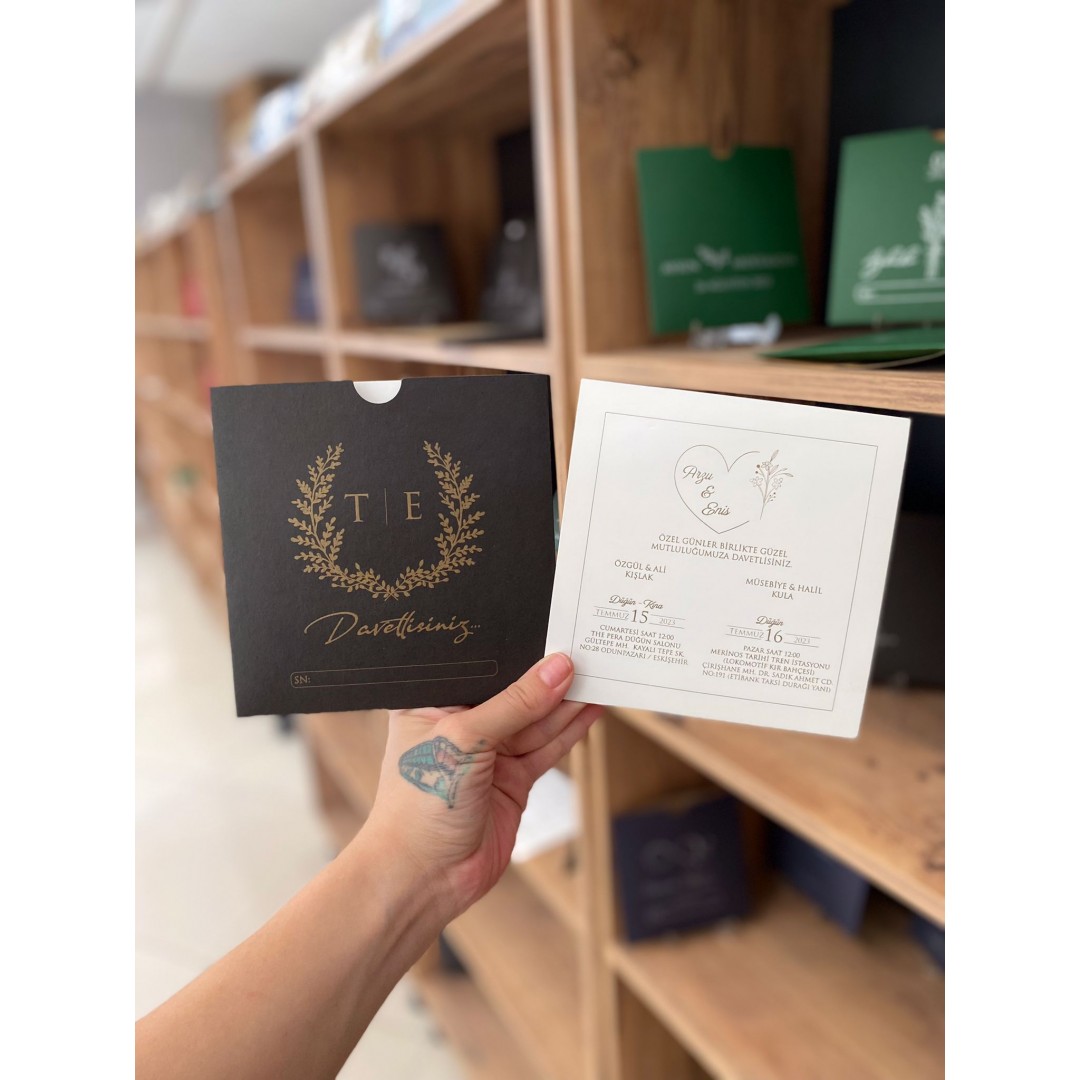 T | E
Davetlisiniz...
SN:
Arzu
&
Enis
ÖZEL GÜNLER BİRLİKTE GÜZEL
MUTLULUĞUMUZA DAVETLİSİNİZ.
ÖZGÜL & ALİ
KIŞLAK
MÜSEBİYE & HALİL
KULA
Düğün - Kına
TEMMUZ 15 2023
CUMARTESİ SAAT 12:00
THE PERA DÜĞÜN SALONU
GÜLTEPE MH. KAYALI TEPE SK.
NO:28 ODUNPAZARI / ESKİŞEHİR
Düğün
TEMMUZ 16 2023
PAZAR SAAT 12:00
MERİNOS TARİHİ TREN İSTASYONU
(LOKOMOTİF KIR BAHÇESİ)
ÇIRIŞHANE MH. DR. SADIK AHMET CD.
NO:191 (ETİBANK TAKSİ DURAĞI YANI)